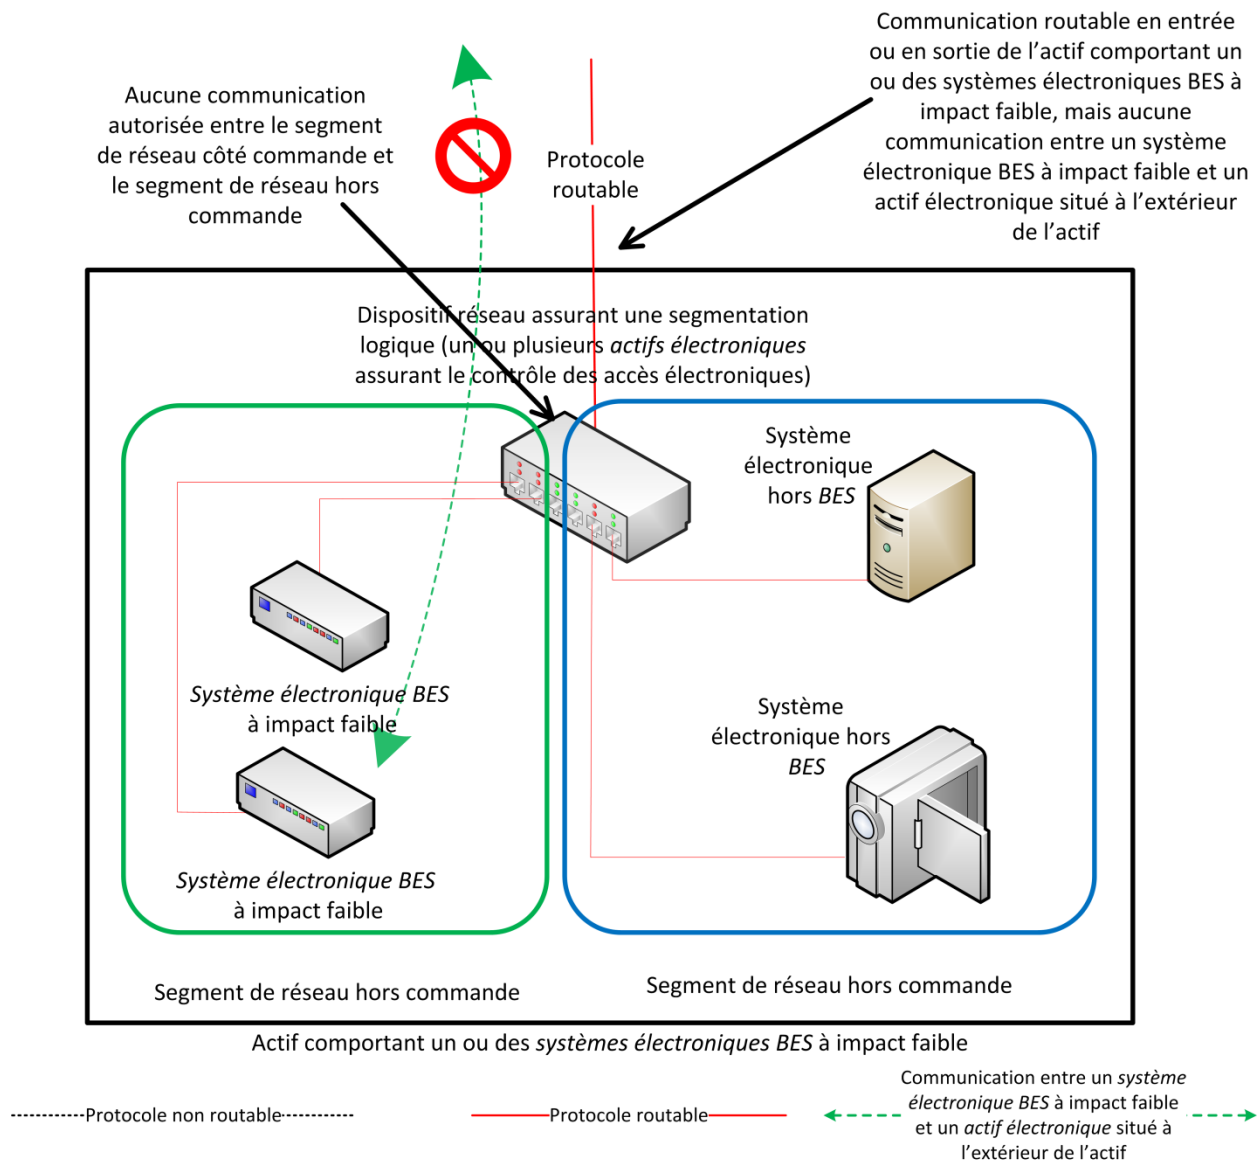 Communication routable en entrée
ou en sortie de l’actif comportant un
ou des systèmes électroniques BES à
impact faible, mais aucune
communication entre un système
électronique BES à impact faible et un
actif électronique situé à l’extérieur
de l’actif
Aucune communication
autorisée entre le segment
de réseau côté commande et
le segment de réseau hors
commande
Protocole
routable
Dispositif réseau assurant une segmentation
logique (un ou plusieurs actifs électroniques
assurant le contrôle des accès électroniques)
Système
électronique
hors BES
Système électronique BES
à impact faible
Système
électronique hors
BES
Système électronique BES
à impact faible
Segment de réseau hors commande
Segment de réseau hors commande
Actif comportant un ou des systèmes électroniques BES à impact faible
Protocole non routable
Protocole routable
Communication entre un système
électronique BES à impact faible
et un actif électronique situé à
l’extérieur de l’actif